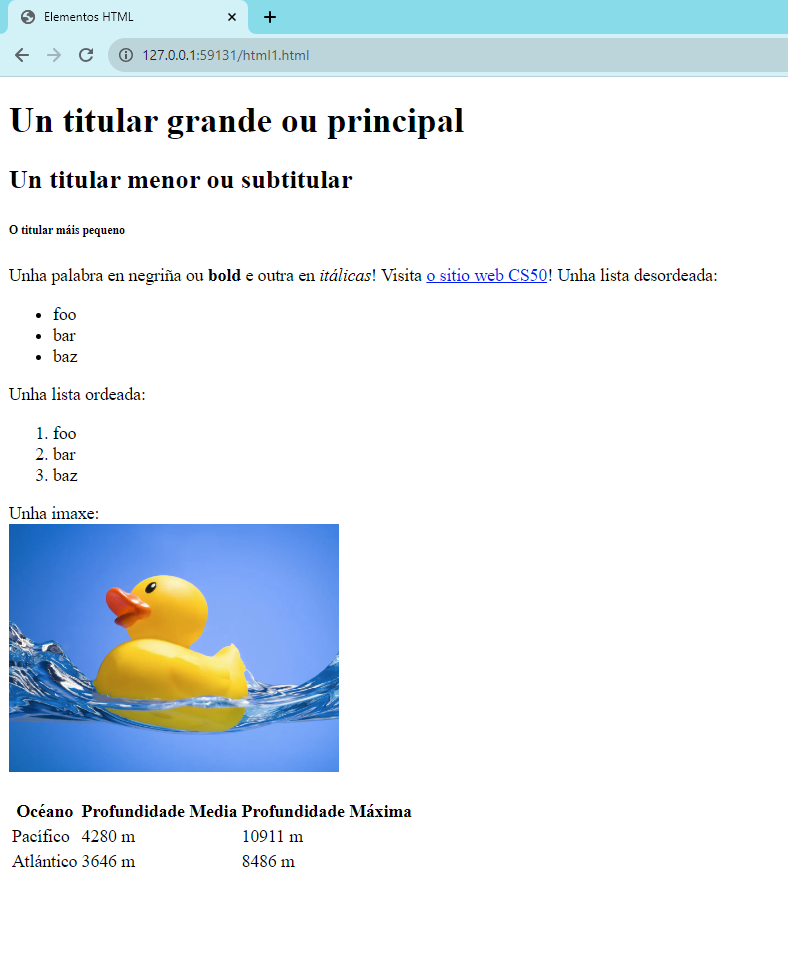 Elementos HTML
127.0.0.1:59131/html1.html
Un titular grande ou principal
Un titular menor ou subtitular
O titular máis pequeno
Unha palabra en negriña ou bold e outra en itálicas! Visita o sitio web CS50! Unha lista desordeada:
• foo
• bar
• baz
Unha lista ordeada:
1. foo
2. bar
3. baz
Unha imaxe:
Océano Profundidade Media Profundidade Máxima
Pacífico 4280 m 10911 m
Atlántico 3646 m 8486 m